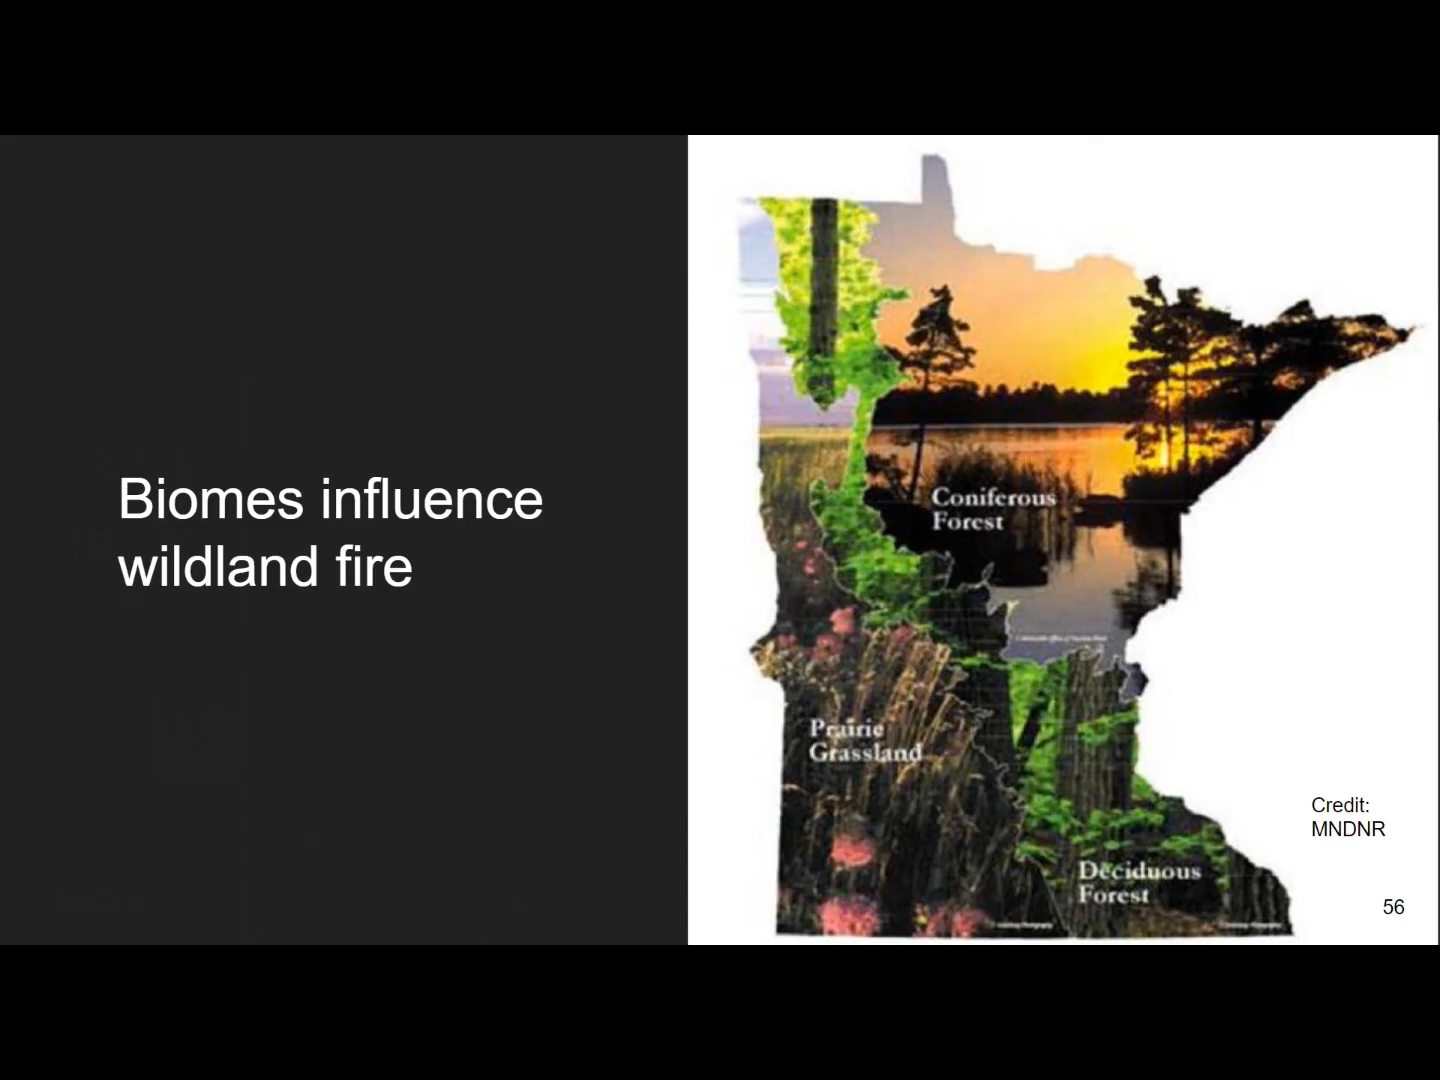 Biomes influence
wildland fire
Coniferous
Forest
Prairie
Grassland
Deciduous
Forest
Credit:
MNDNR
56